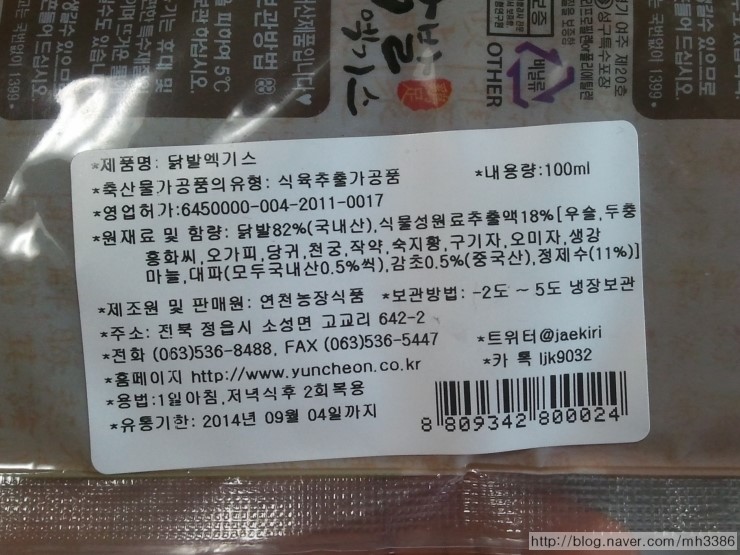 *제품명: 닭발엑기스
*내용량:100ml
*축산물가공품의유형: 식육추출가공품
*영업허가:6450000-004-2011-0017
*원재료 및 함량: 닭발82%(국내산),식물성원료추출액18%[우슬,두충
홍화씨,오가피,당귀,천궁,작약,숙지황,구기자,오미자,생강
마늘,대파(모두국내산0.5%씩),감초0.5%(중국산),정제수(11%)]
*제조원 및 판매원: 연천농장식품 *보관방법: -2도 ~ 5도 냉장보관
*주소: 전북 정읍시 소성면 고교리 642-2
*전화 (063)536-8488, FAX (063)536-5447
*트위터@jaekiri
*홈페이지 http://www.yuncheon.co.kr
*카 톡 ljk9032
*용법:1일아침,저녁식후 2회복용
*유통기한: 2014년 09월 04일까지
8 809342 800024
OTHER
http://blog.naver.com/mh3386